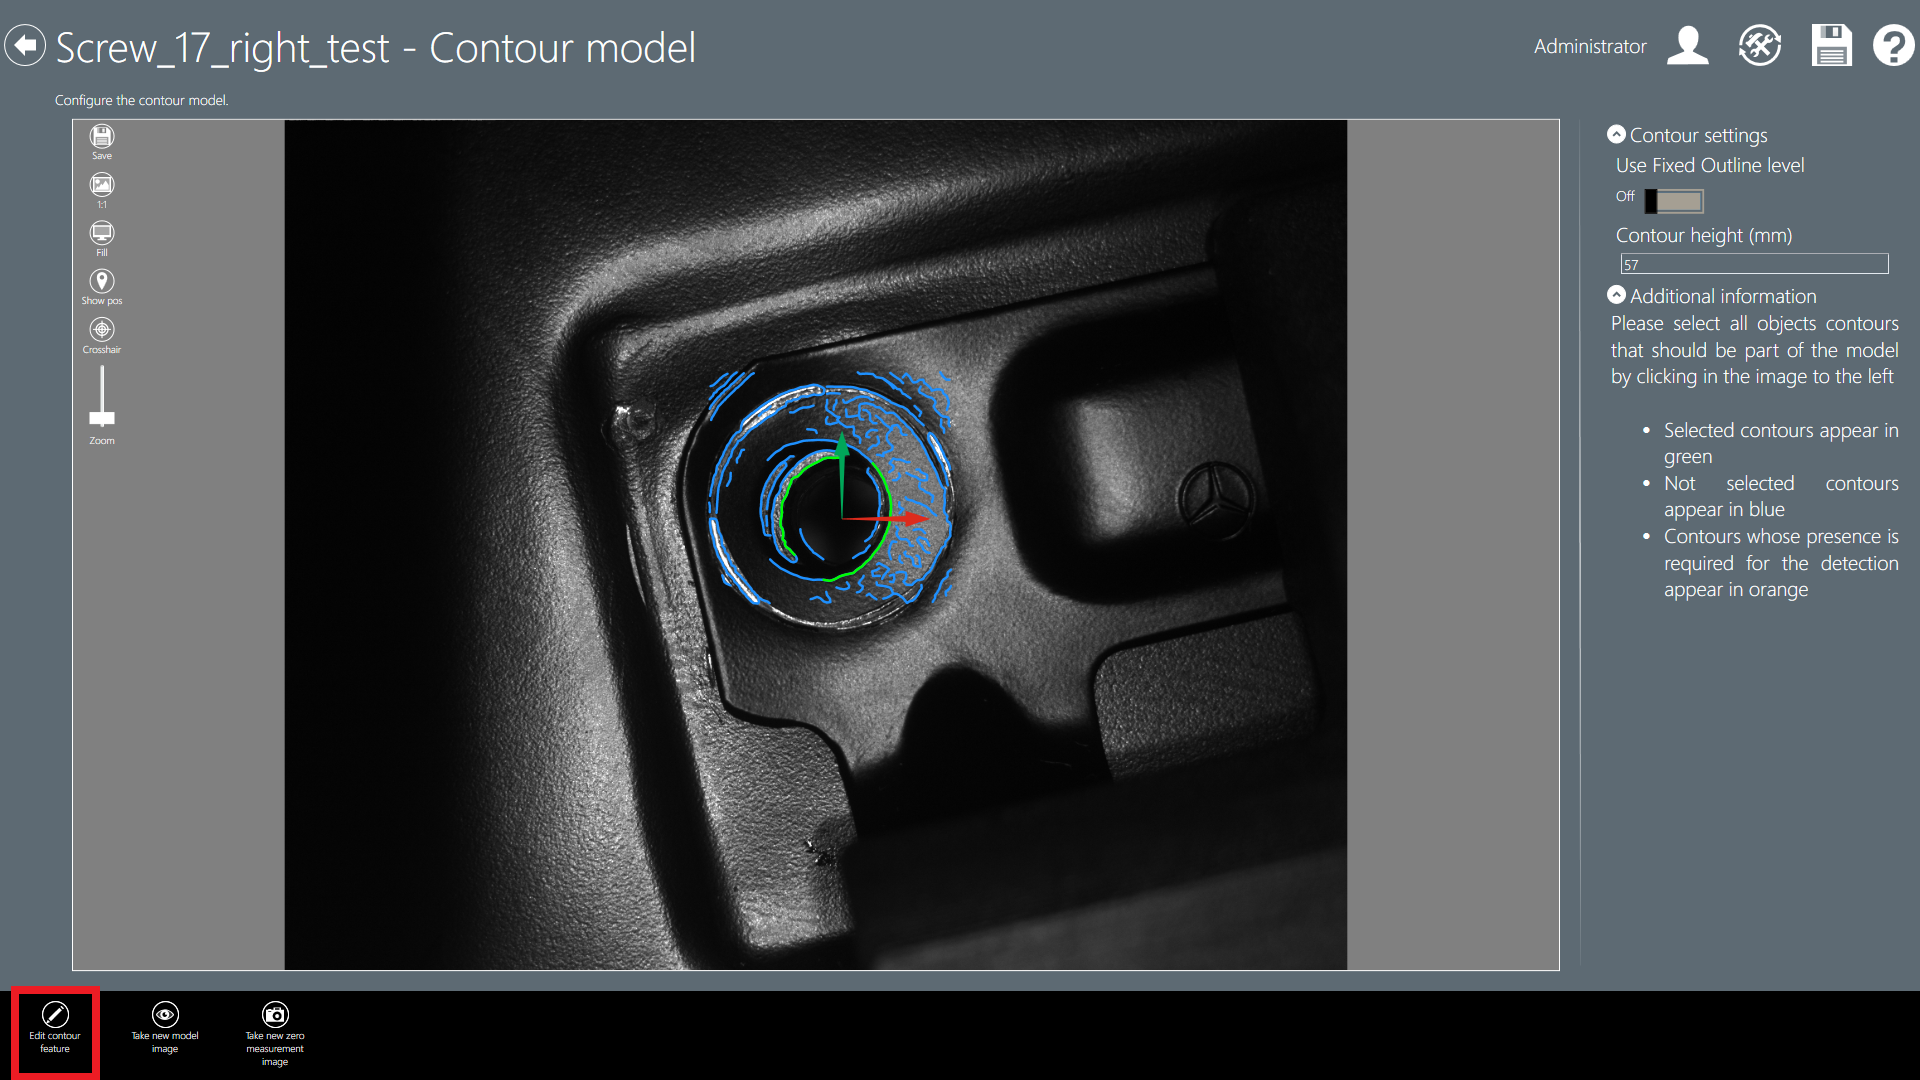 Screw_17_right_test - Contour model
Administrator
Configure the contour model.
Save
1:1
Fill
Show pos
Crosshair
Zoom
Contour settings
Use Fixed Outline level
Off
Contour height (mm)
57
Additional information
Please select all objects contours
that should be part of the model
by clicking in the image to the left
• Selected contours appear in
green
• Not selected contours
appear in blue
• Contours whose presence is
required for the detection
appear in orange
Edit contour
feature
Take new model
image
Take new zero
measurement
image